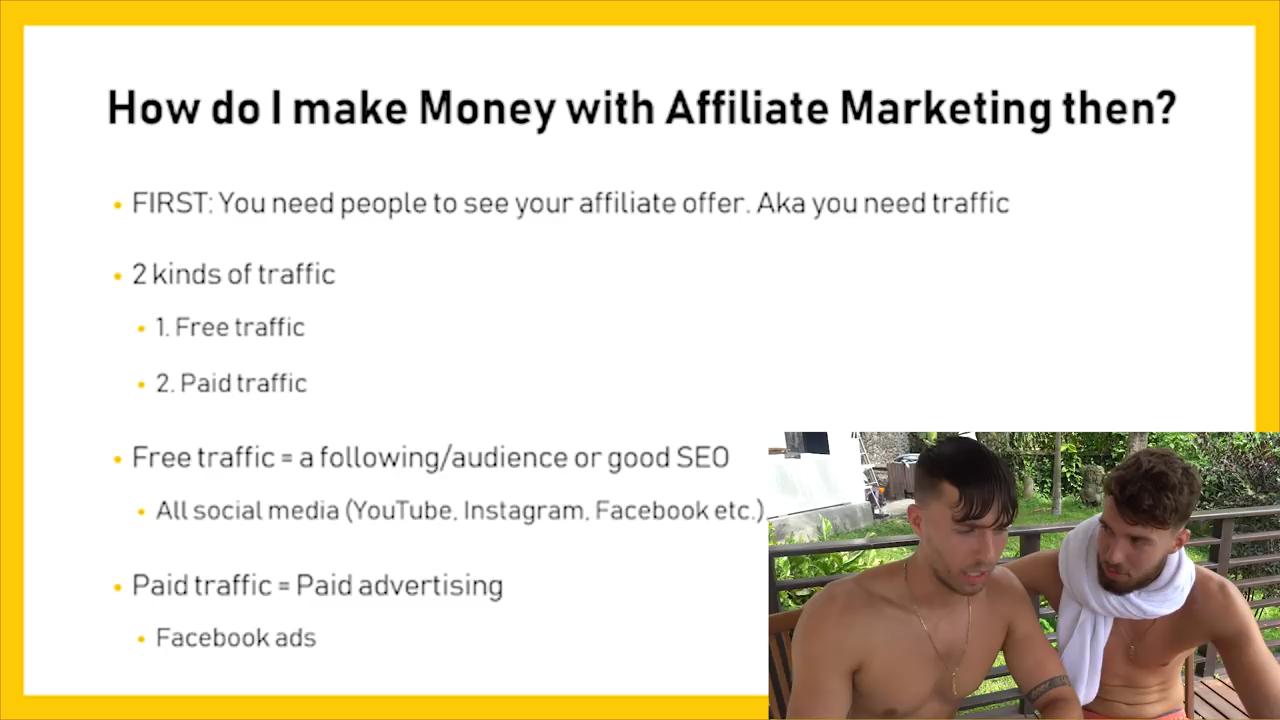 How do I make Money with Affiliate Marketing then?
• FIRST: You need people to see your affiliate offer. Aka you need traffic
• 2 kinds of traffic
• 1. Free traffic
• 2. Paid traffic
• Free traffic = a following/audience or good SEO
• All social media (YouTube, Instagram, Facebook etc.)
• Paid traffic = Paid advertising
• Facebook ads